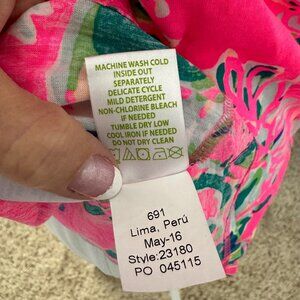 MACHINE WASH COLD
INSIDE OUT
SEPARATELY
DELICATE CYCLE
MILD DETERGENT
NON-CHLORINE BLEACH
IF NEEDED
TUMBLE DRY LOW
COOL IRON IF NEEDED
DO NOT DRY CLEAN
691
Lima, Perú
May-16
Style:23180
PO 045115